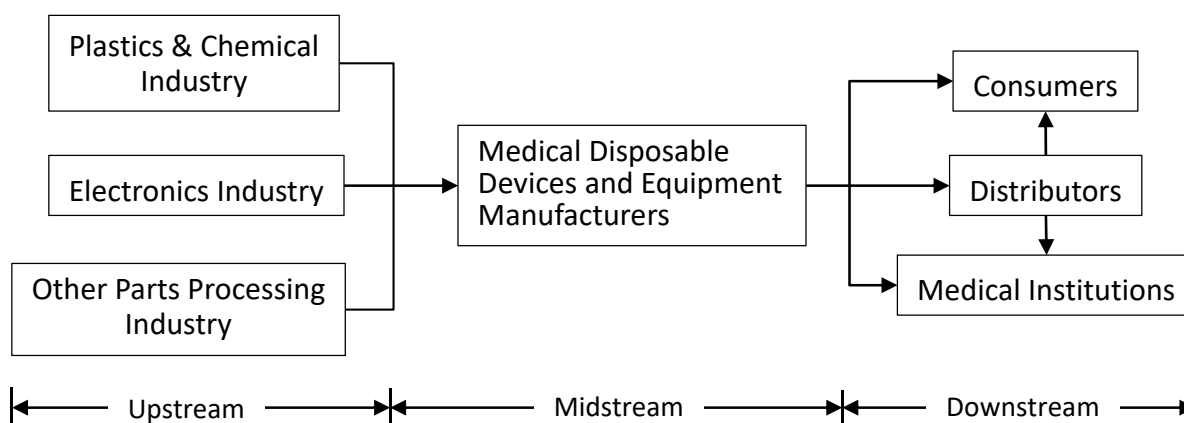 Plastics & Chemical
Industry
Electronics Industry
Other Parts Processing
Industry
Medical Disposable
Devices and Equipment
Manufacturers
Consumers
Distributors
Medical Institutions
Upstream
Midstream
Downstream